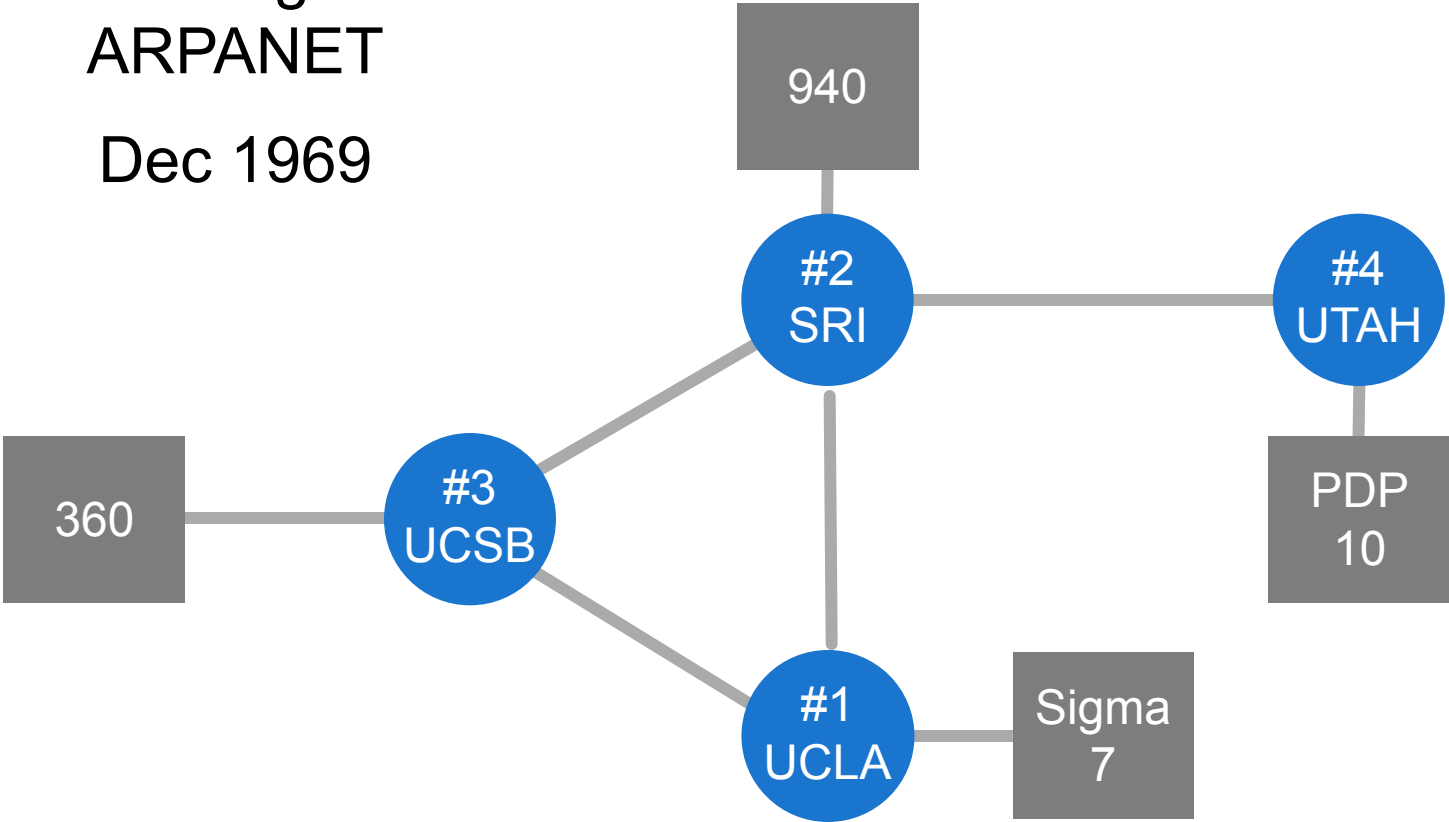 ARPANET
Dec 1969
940
#2
SRI
#4
UTAH
360
#3
UCSB
PDP
10
#1
UCLA
Sigma
7